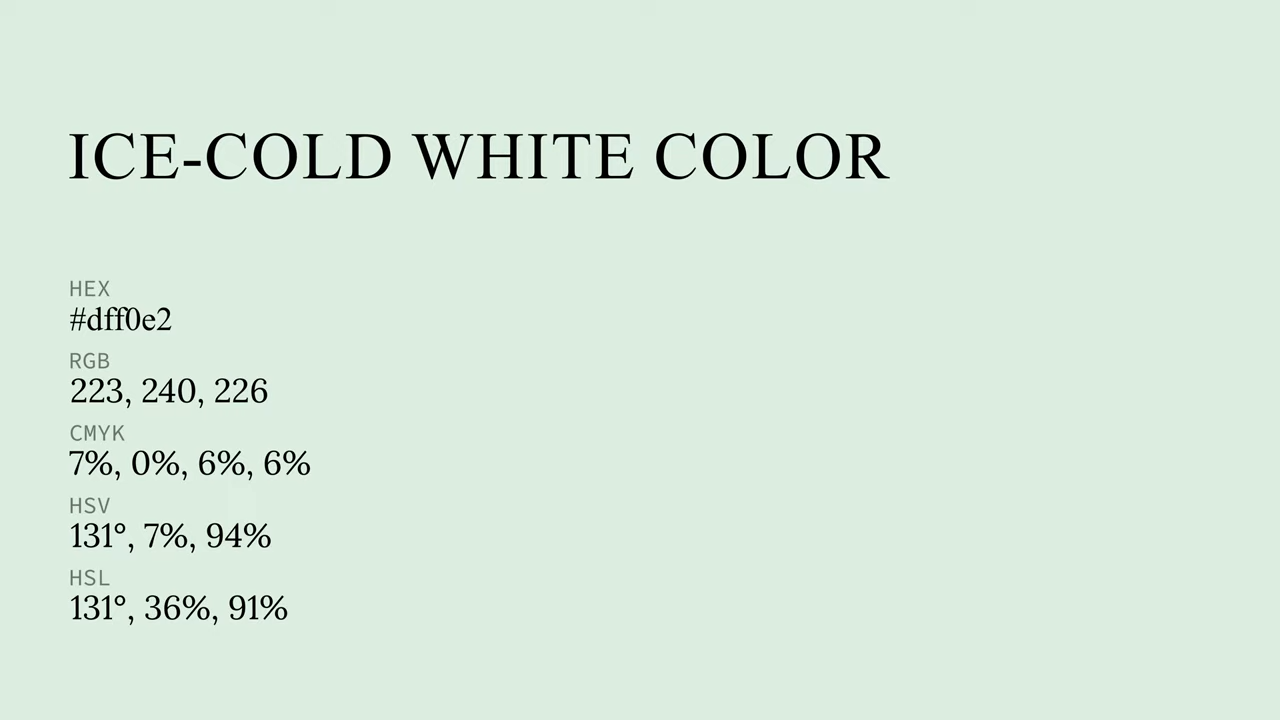 ICE-COLD WHITE COLOR
HEX
#dff0e2
RGB
223, 240, 226
CMYK
7%, 0%, 6%, 6%
HSV
131°, 7%, 94%
HSL
131°, 36%, 91%